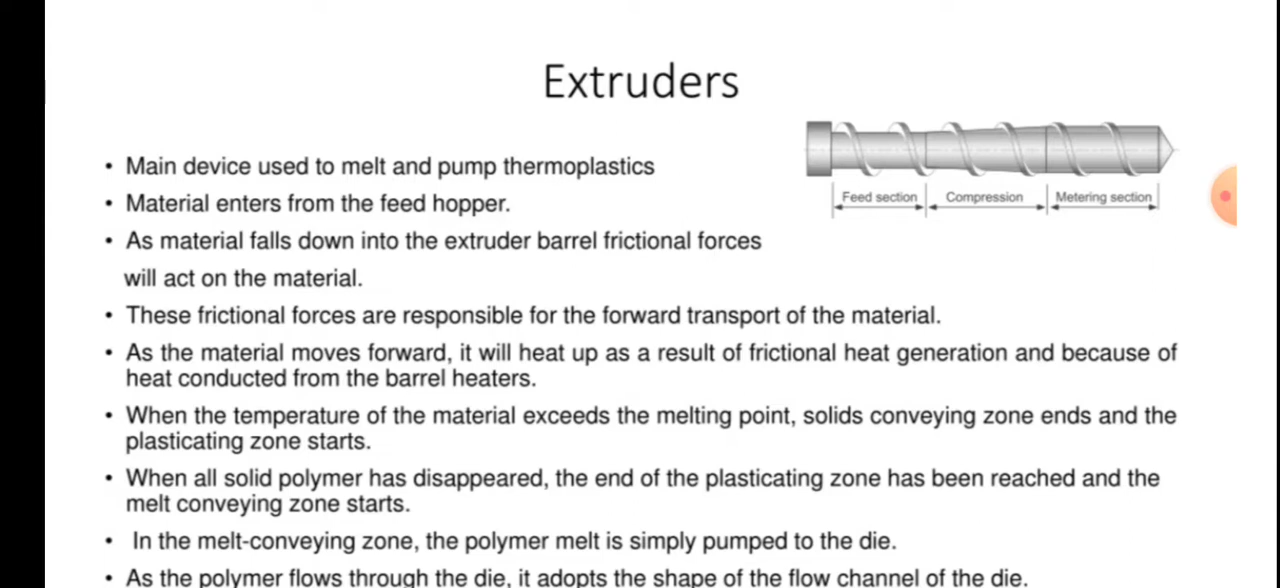 Extruders
• Main device used to melt and pump thermoplastics
• Material enters from the feed hopper.
• As material falls down into the extruder barrel frictional forces
will act on the material.
Feed section Compression Metering section
• These frictional forces are responsible for the forward transport of the material.
• As the material moves forward, it will heat up as a result of frictional heat generation and because of
heat conducted from the barrel heaters.
• When the temperature of the material exceeds the melting point, solids conveying zone ends and the
plasticating zone starts.
• When all solid polymer has disappeared, the end of the plasticating zone has been reached and the
melt conveying zone starts.
• In the melt-conveying zone, the polymer melt is simply pumped to the die.
• As the polymer flows through the die, it adopts the shape of the flow channel of the die.